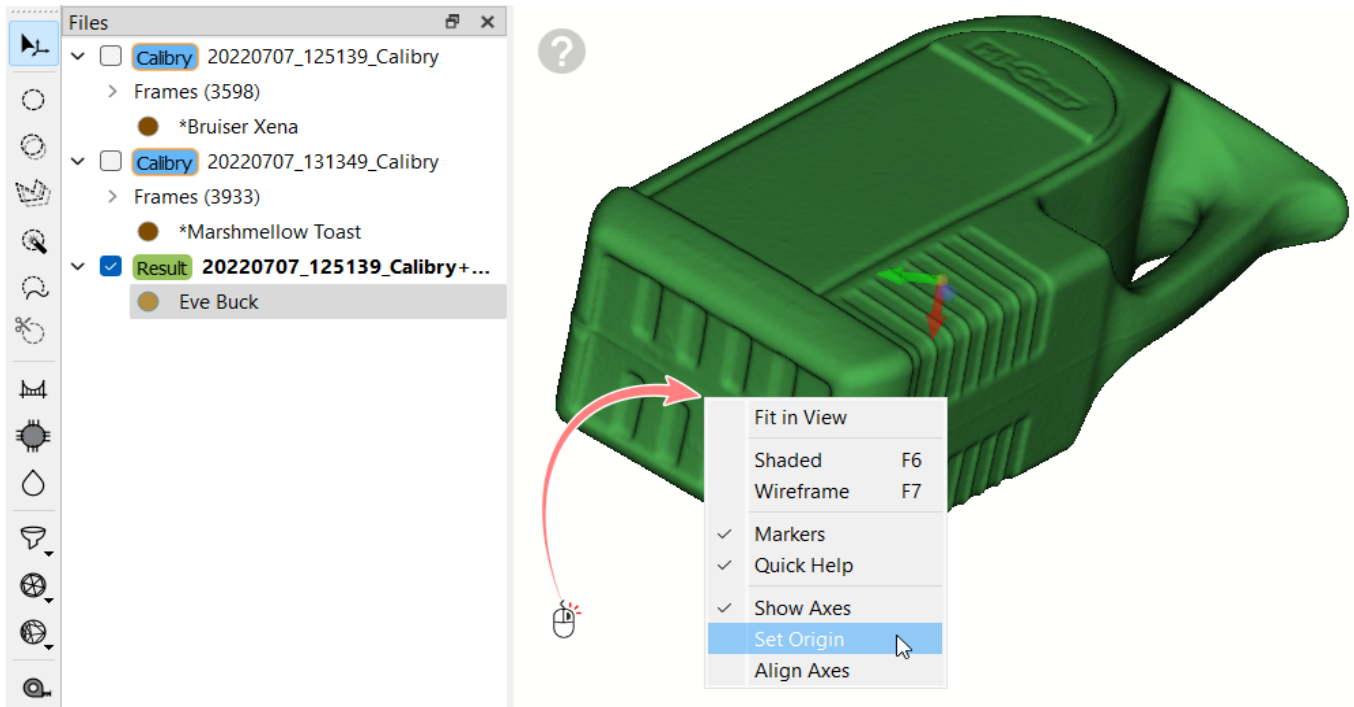 Files
Calibry 20220707_125139_Calibry
Frames (3598)
*Bruiser Xena
Calibry 20220707_131349_Calibry
Frames (3933)
*Marshmellow Toast
Result 20220707_125139_Calibry+...
Eve Buck
?
Fit in View
Shaded F6
Wireframe F7
Markers
Quick Help
Show Axes
Set Origin
Align Axes